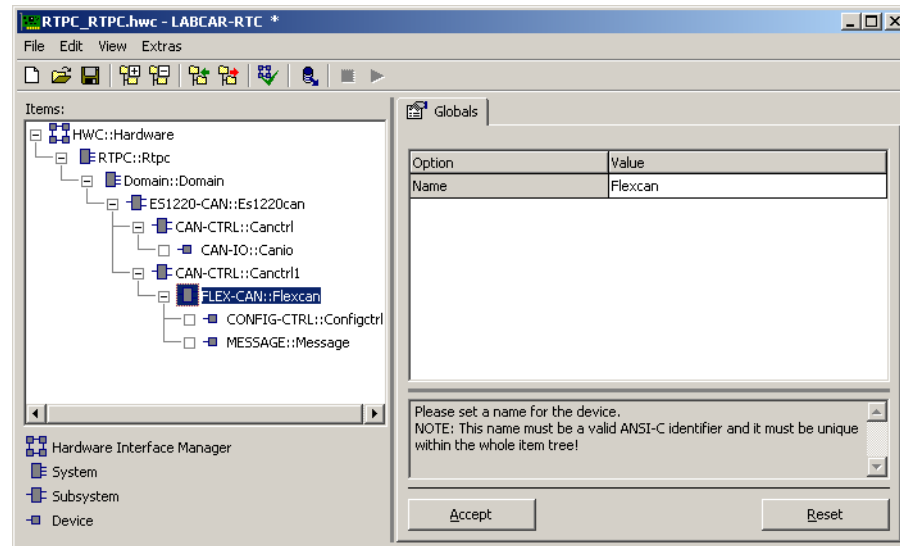 RTPC_RTPC.hwc - LABCAR-RTC *
File Edit View Extras
Items:
HWC::Hardware
RTPC::Rtpc
Domain::Domain
ES1220-CAN::Es1220can
CAN-CTRL::Canctrl
CAN-IO::Canio
CAN-CTRL::Canctrl1
FLEX-CAN::Flexcan
CONFIG-CTRL::Configctrl
MESSAGE::Message
Hardware Interface Manager
System
Subsystem
Device
Globals
Option Value
Name Flexcan
Please set a name for the device.
NOTE: This name must be a valid ANSI-C identifier and it must be unique
within the whole item tree!
Accept Reset